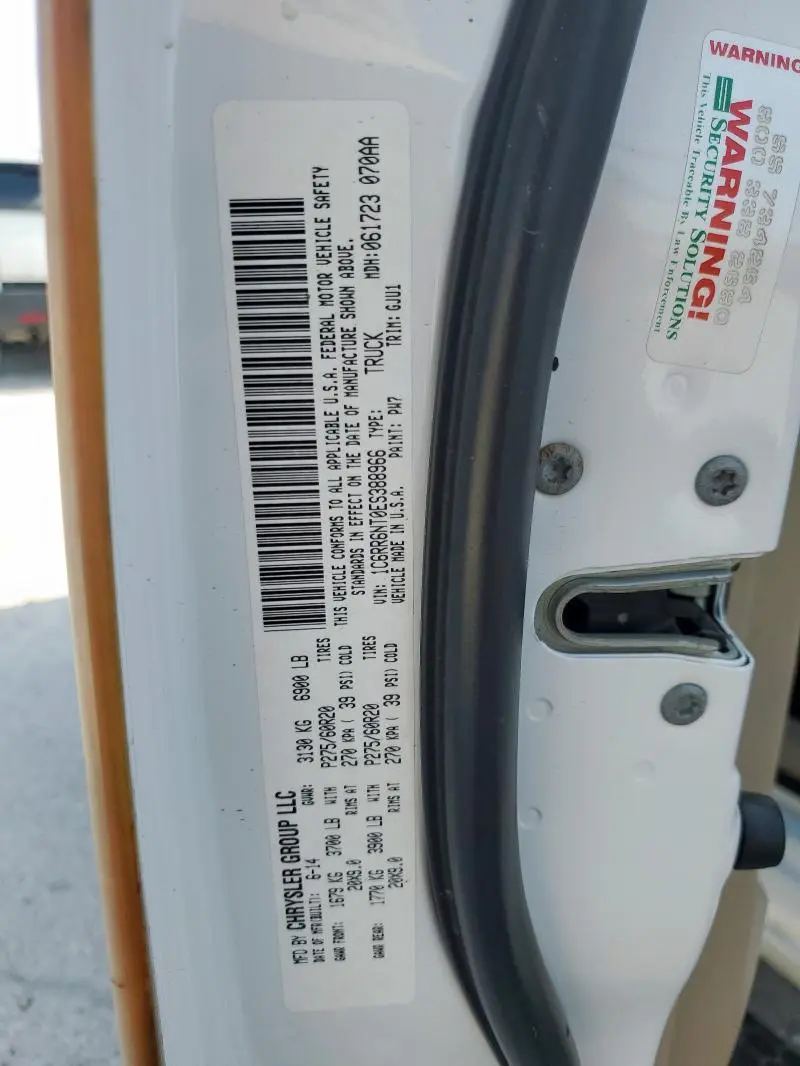 MFD BY CHRYSLER GROUP LLC
DATE OF MFR(BUILT): 6-14 GVWR: 3130 KG 6900 LB
GAWR FRONT: 1679 KG 3700 LB WITH P275/60R20 TIRES
20X9.0 RIMS AT 270 KPA ( 39 PSI) COLD
GAWR REAR: 1770 KG 3900 LB WITH P275/60R20 TIRES
20X9.0 RIMS AT 270 KPA ( 39 PSI) COLD
THIS VEHICLE CONFORMS TO ALL APPLICABLE U.S.A. FEDERAL MOTOR VEHICLE SAFETY
STANDARDS IN EFFECT ON THE DATE OF MANUFACTURE SHOWN ABOVE.
VIN: 1C6RR6NT0ES388966 TYPE: TRUCK MDH:061723 070AA
VEHICLE MADE IN U.S.A. PAINT: PW7 TRIM: GJU1
WARNING
WARNING!
SECURITY SOLUTIONS
This Vehicle Traceable By Law Enforcement